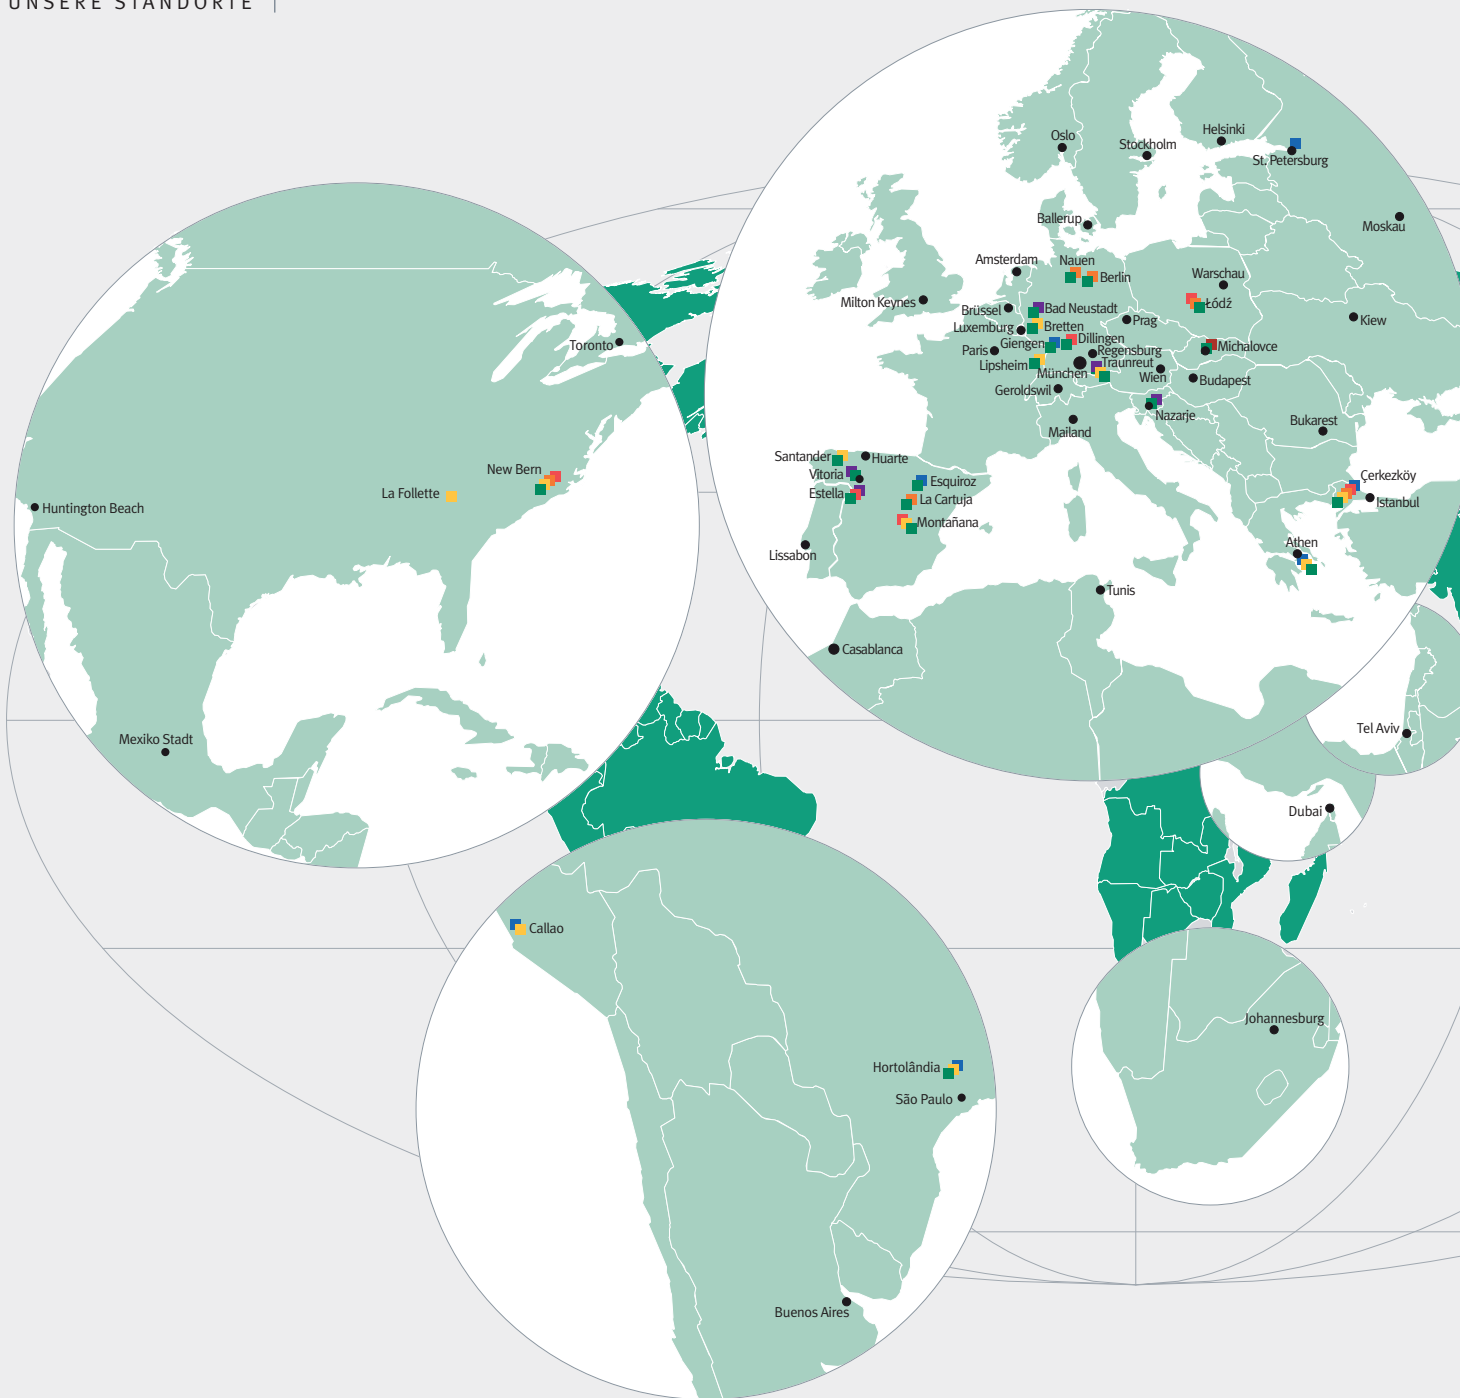 UNSERE STANDORTE
Oslo
Stockholm
Helsinki
St. Petersburg
Moskau
Ballerup
Amsterdam
Nauen
Berlin
Warschau
Milton Keynes
Brüssel
Bad Neustadt
Łódź
Luxemburg
Bretten
Prag
Kiew
Giengen
Dillingen
Michalovce
Paris
Regensburg
Lipsheim
München
Traunreut
Wien
Budapest
Geroldswil
Nazarje
Mailand
Bukarest
Santander
Huarte
Vitoria
Esquiroz
Çerkezköy
Estella
La Cartuja
Istanbul
Montañana
Lissabon
Athen
Tunis
Casablanca
Toronto
New Bern
La Follette
Huntington Beach
Mexiko Stadt
Tel Aviv
Dubai
Callao
Hortolândia
São Paulo
Buenos Aires
Johannesburg